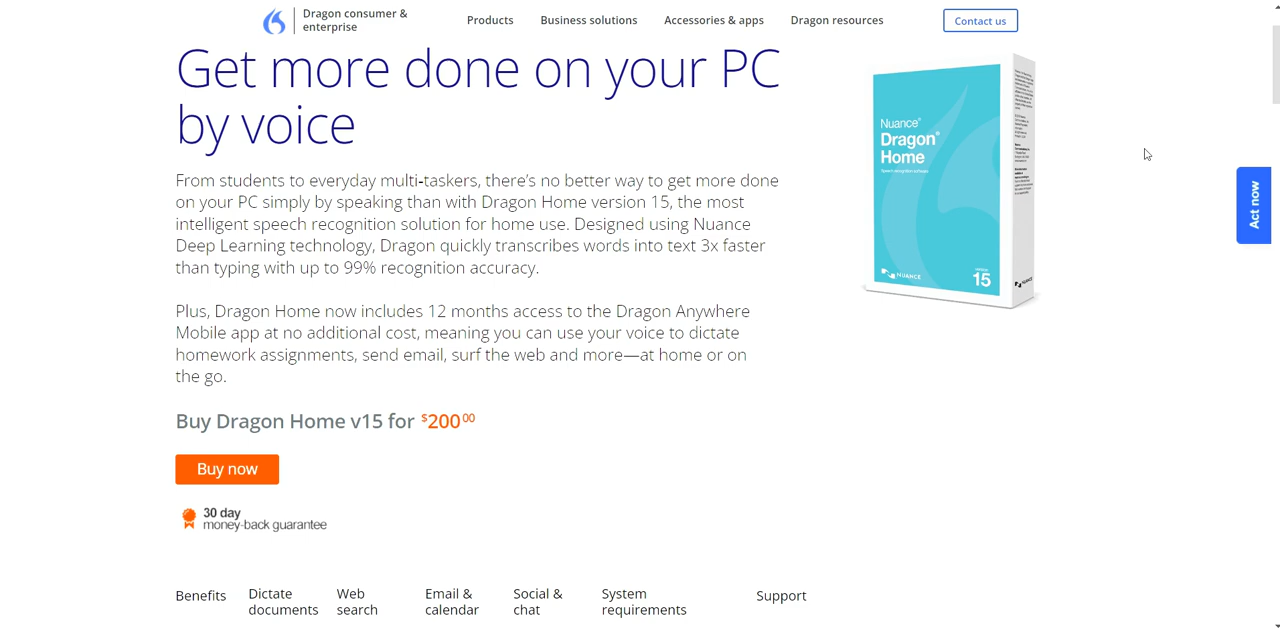 Dragon consumer &
enterprise
Products
Business solutions
Accessories & apps
Dragon resources
Contact us
Get more done on your PC
by voice
From students to everyday multi-taskers, there's no better way to get more done
on your PC simply by speaking than with Dragon Home version 15, the most
intelligent speech recognition solution for home use. Designed using Nuance
Deep Learning technology, Dragon quickly transcribes words into text 3x faster
than typing with up to 99% recognition accuracy.
Plus, Dragon Home now includes 12 months access to the Dragon Anywhere
Mobile app at no additional cost, meaning you can use your voice to dictate
homework assignments, send email, surf the web and more—at home or on
the go.
Buy Dragon Home v15 for $200 00
Buy now
30 day
money-back guarantee
Nuance®
Dragon®
Home
Speech recognition software
NUANCE
VERSION
15
NUANCE
Act now
Benefits
Dictate
documents
Web
search
Email &
calendar
Social &
chat
System
requirements
Support